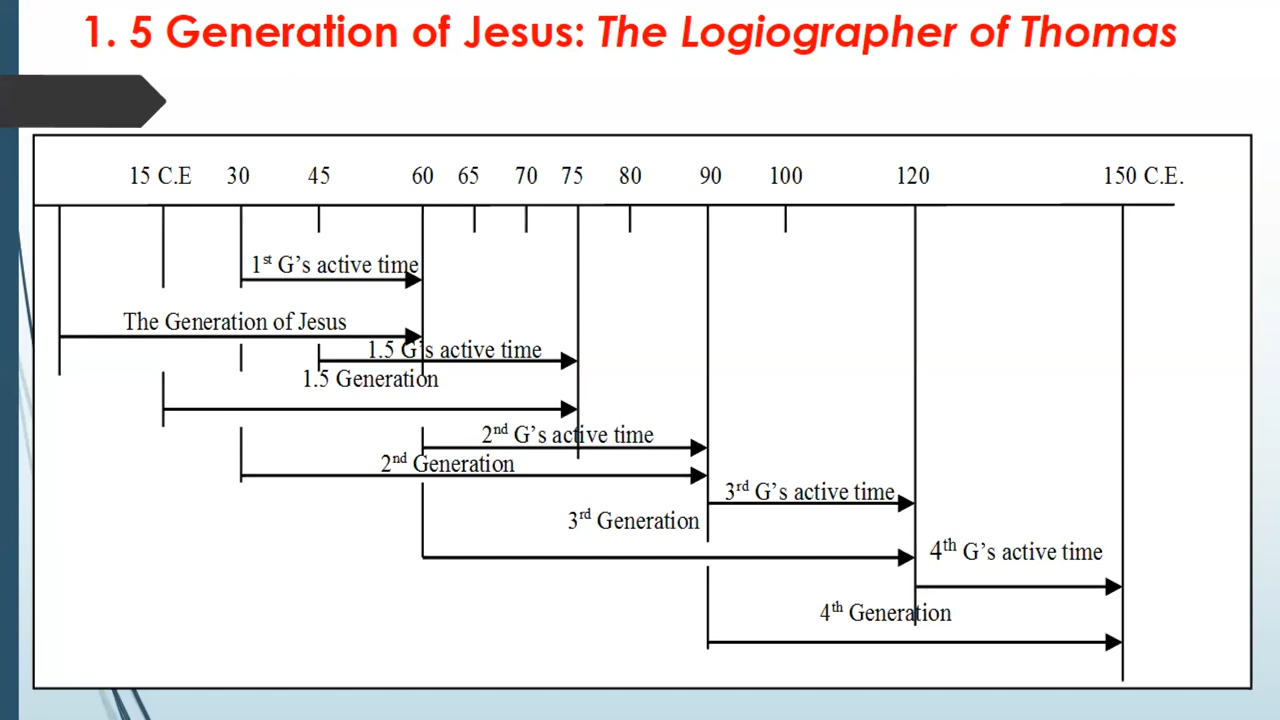 1. 5 Generation of Jesus: The Logiographer of Thomas
15 C.E 30 45 60 65 70 75 80 90 100 120 150 C.E.
1st G's active time
The Generation of Jesus
1.5 G's active time
1.5 Generation
2nd G's active time
2nd Generation
3rd G's active time
3rd Generation
4th G's active time
4th Generation